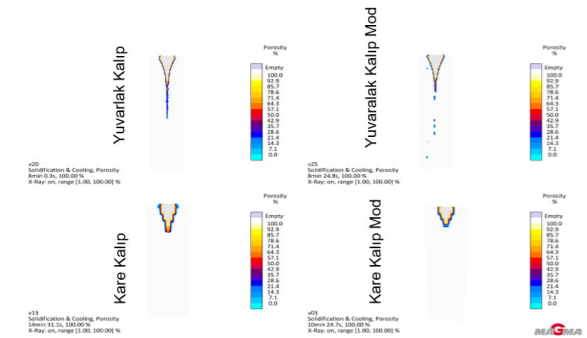 Yuvarlak Kalıp
Porosity
%
Empty
100.0
92.9
85.7
78.6
71.4
64.3
57.1
50.0
42.9
35.7
28.6
21.4
14.3
7.1
0.0
v20
Solidification & Cooling, Porosity
8min 0.3s, 100.00 %
X-Ray: on, range [1.00, 100.00] %
Yuvaralak Kalıp Mod
Porosity
%
Empty
100.0
92.9
85.7
78.6
71.4
64.3
57.1
50.0
42.9
35.7
28.6
21.4
14.3
7.1
0.0
v25
Solidification & Cooling, Porosity
8min 24.8s, 100.00 %
X-Ray: on, range [1.00, 100.00] %
Kare Kalıp
Porosity
%
Empty
100.0
92.9
85.7
78.6
71.4
64.3
57.1
50.0
42.9
35.7
28.6
21.4
14.3
7.1
0.0
v13
Solidification & Cooling, Porosity
14min 31.1s, 100.00 %
X-Ray: on, range [1.00, 100.00] %
Kare Kalıp Mod
Porosity
%
Empty
100.0
92.9
85.7
78.6
71.4
64.3
57.1
50.0
42.9
35.7
28.6
21.4
14.3
7.1
0.0
v03
Solidification & Cooling, Porosity
10min 24.7s, 100.00 %
X-Ray: on, range [1.00, 100.00] %
MAGMA